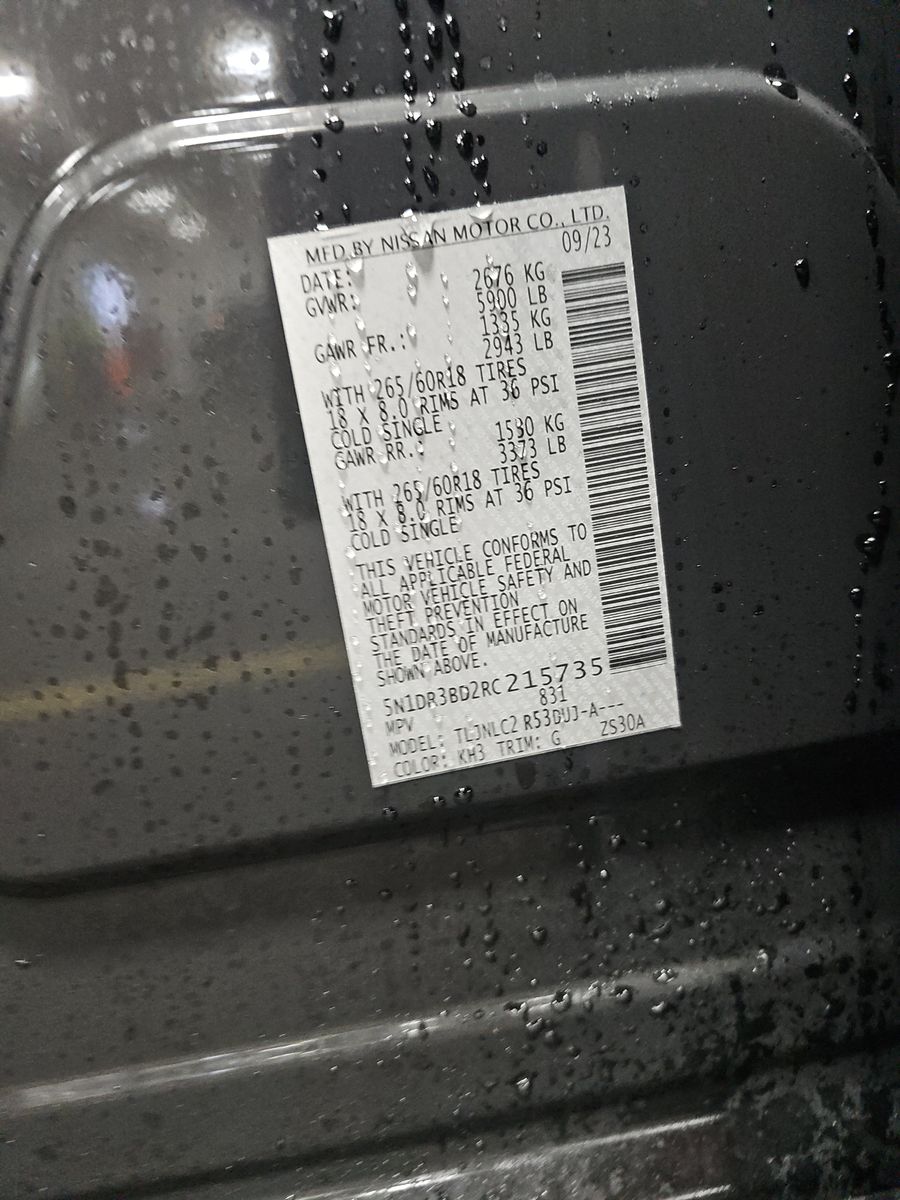 MFD.BY NISSAN MOTOR CO., LTD.
DATE: 09/23
GVWR: 2676 KG
5900 LB
GAWR FR.: 1335 KG
2943 LB
WITH 265/60R18 TIRES
18 X 8.0 RIMS AT 36 PSI
COLD SINGLE
GAWR RR.: 1530 KG
3373 LB
WITH 265/60R18 TIRES
18 X 8.0 RIMS AT 36 PSI
COLD SINGLE
THIS VEHICLE CONFORMS TO
ALL APPLICABLE FEDERAL
MOTOR VEHICLE SAFETY AND
THEFT PREVENTION
STANDARDS IN EFFECT ON
THE DATE OF MANUFACTURE
SHOWN ABOVE.
5N1DR3BD2RC215735
MPV 831
MODEL: TLJNLC2 R53DUJ-A---
COLOR: KH3 TRIM: G ZS30A